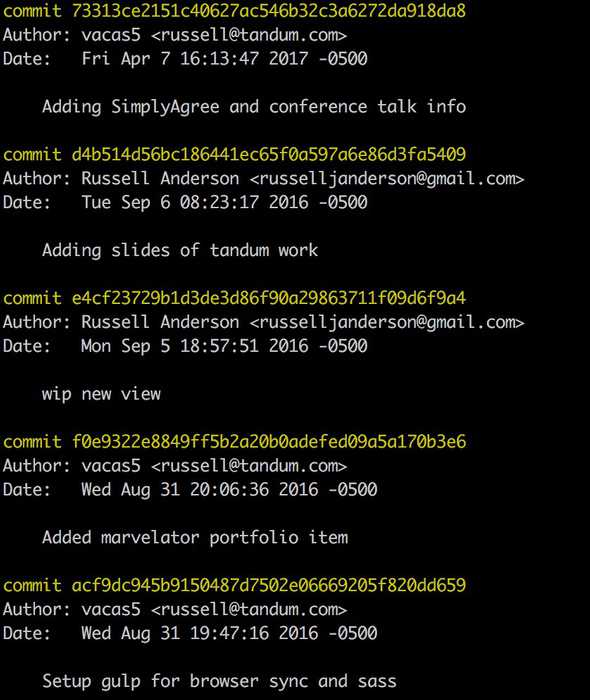 commit 73313ce2151c40627ac546b32c3a6272da918da8
Author: vacas5 <russell@tandum.com>
Date:   Fri Apr 7 16:13:47 2017 -0500
Adding SimplyAgree and conference talk info
commit d4b514d56bc186441ec65f0a597a6e86d3fa5409
Author: Russell Anderson <russelljanderson@gmail.com>
Date:   Tue Sep 6 08:23:17 2016 -0500
Adding slides of tandum work
commit e4cf23729b1d3de3d86f90a29863711f09d6f9a4
Author: Russell Anderson <russelljanderson@gmail.com>
Date:   Mon Sep 5 18:57:51 2016 -0500
wip new view
commit f0e9322e8849ff5b2a20b0adefed09a5a170b3e6
Author: vacas5 <russell@tandum.com>
Date:   Wed Aug 31 20:06:36 2016 -0500
Added marvelator portfolio item
commit acf9dc945b9150487d7502e06669205f820dd659
Author: vacas5 <russell@tandum.com>
Date:   Wed Aug 31 19:47:16 2016 -0500
Setup gulp for browser sync and sass